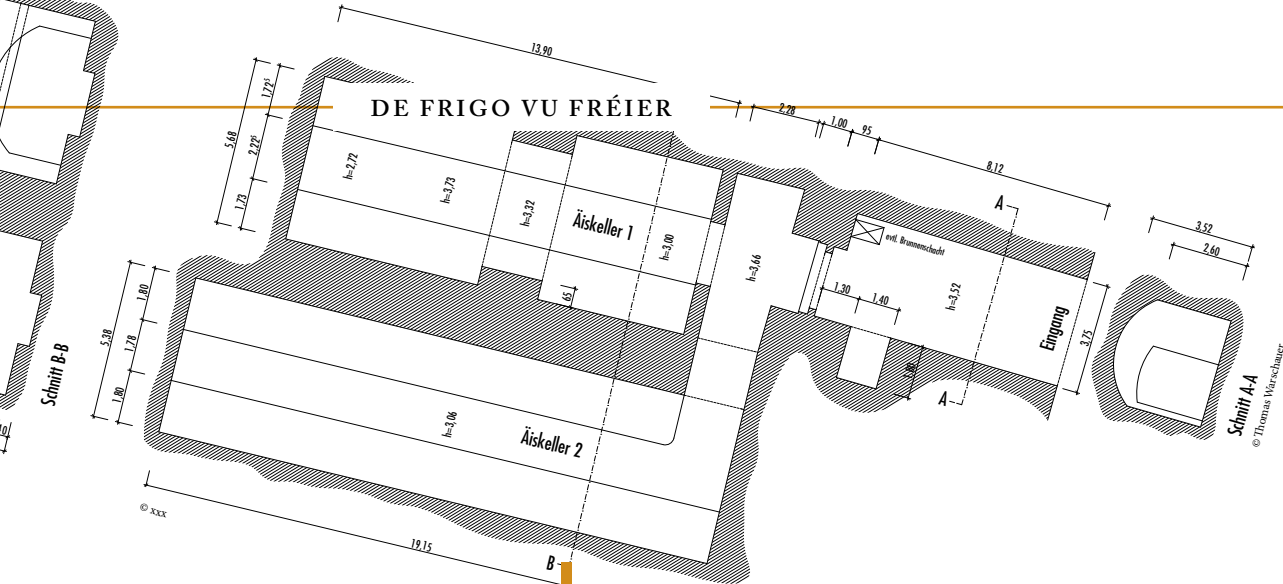 13,90
DE FRIGO VU FRÉIER
2,28
1,00
95
8,12
5,68
1,72⁵
2,22⁵
1,73
h=2,72
h=3,73
h=3,32
Äiskeller 1
h=3,00
65
h=3,66
evtl. Brunnenschacht
1,30
1,40
h=3,52
A
A
Eingang
3,75
1,80
3,52
2,60
Schnitt A-A
© Thomas Warschauer
Schnitt B-B
5,38
1,80
1,78
1,80
h=3,06
Äiskeller 2
© xxx
19,15
B